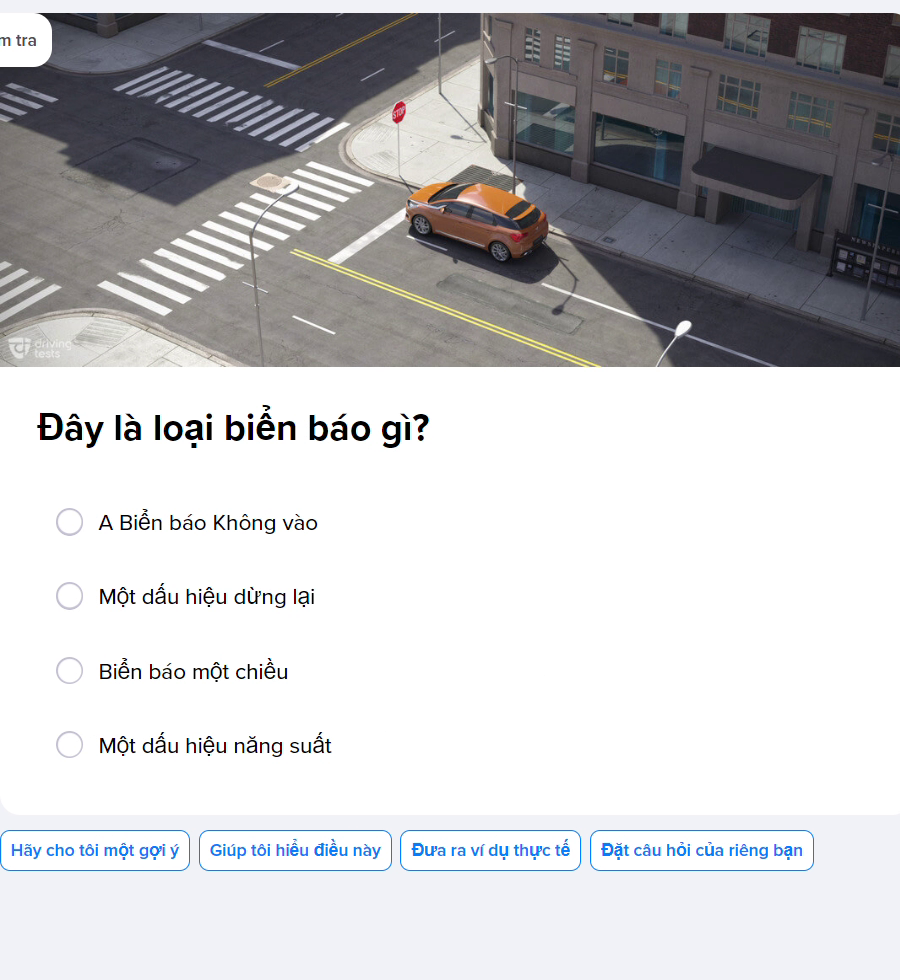 m tra
STOP
driving
tests
Đây là loại biển báo gì?
A Biển báo Không vào
Một dấu hiệu dừng lại
Biển báo một chiều
Một dấu hiệu năng suất
Hãy cho tôi một gợi ý
Giúp tôi hiểu điều này
Đưa ra ví dụ thực tế
Đặt câu hỏi của riêng bạn